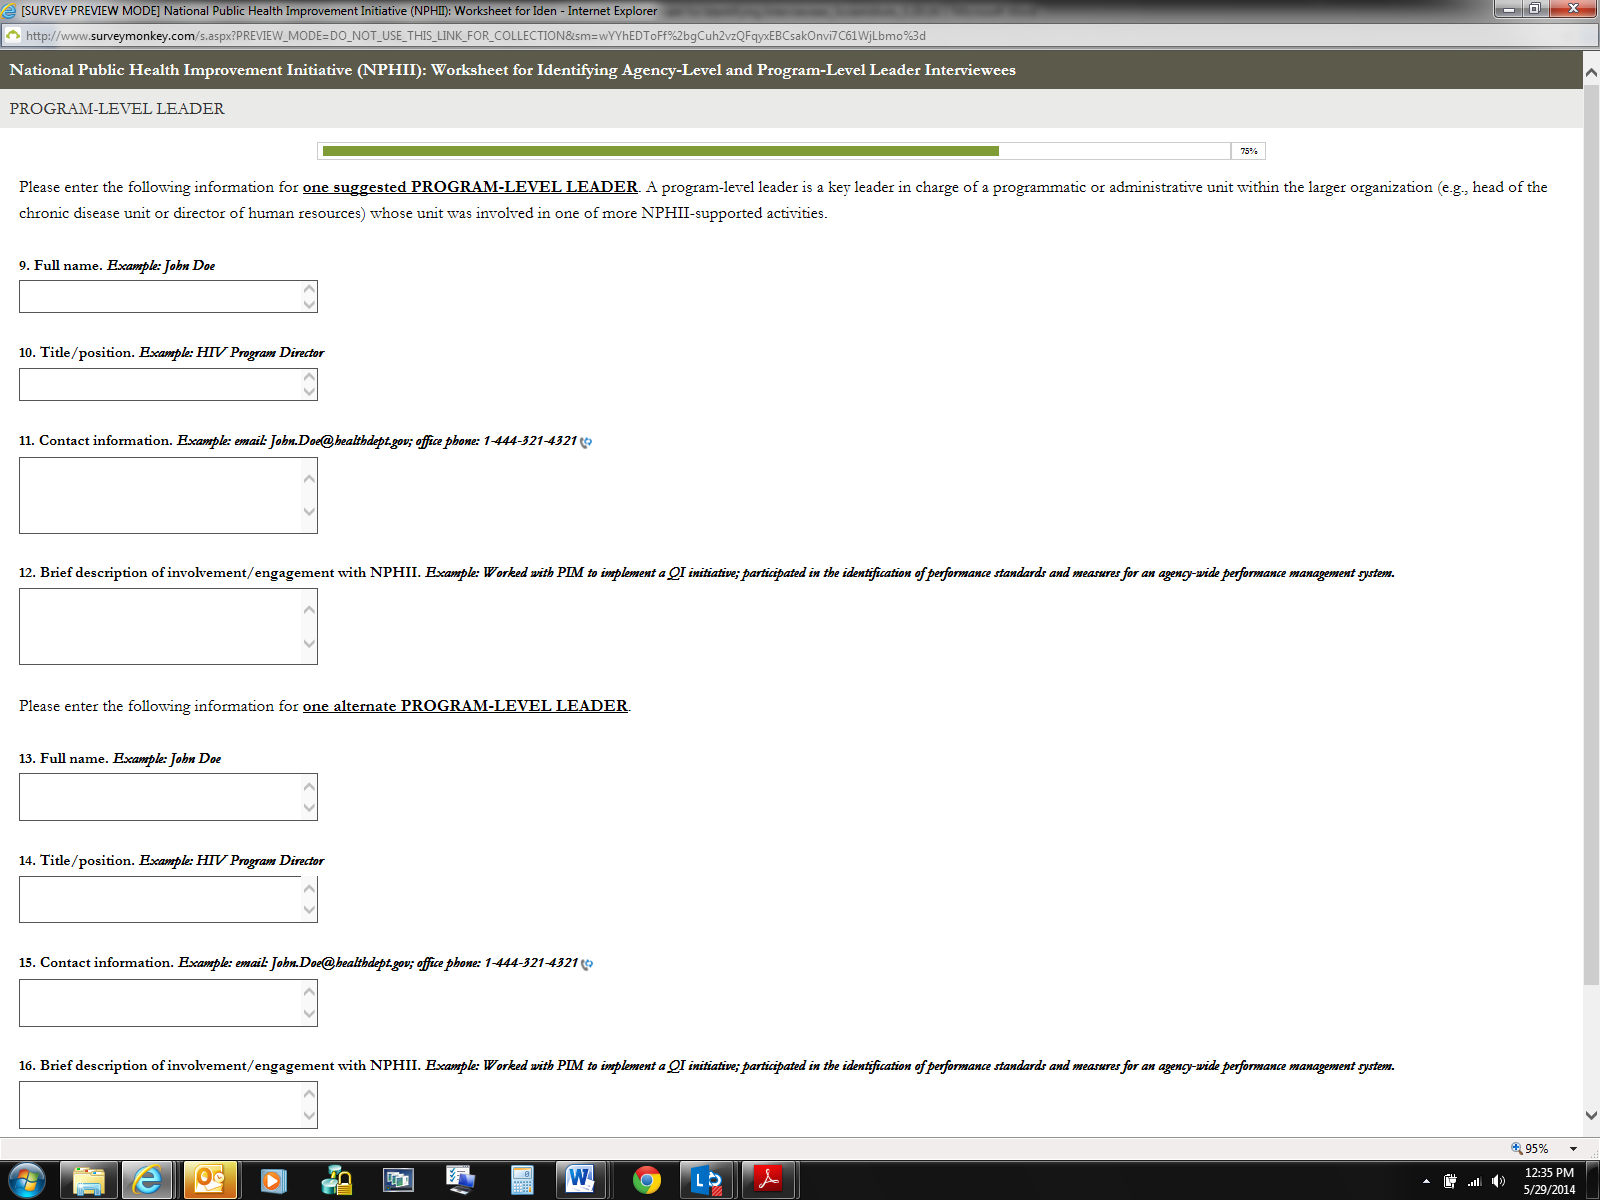 [SURVEY PREVIEW MODE] National Public Health Improvement Initiative (NPHII): Worksheet for Iden - Internet Explorer
http://www.surveymonkey.com/s.aspx?PREVIEW_MODE=DO_NOT_USE_THIS_LINK_FOR_COLLECTION&sm=wYYhEDToFf%2bgCuh2vzQFqyxEBCsakOnvi7C61WjLbmo%3d
National Public Health Improvement Initiative (NPHII): Worksheet for Identifying Agency-Level and Program-Level Leader Interviewees
PROGRAM-LEVEL LEADER
75%
Please enter the following information for one suggested PROGRAM-LEVEL LEADER. A program-level leader is a key leader in charge of a programmatic or administrative unit within the larger organization (e.g., head of the
chronic disease unit or director of human resources) whose unit was involved in one of more NPHII-supported activities.
9. Full name. Example: John Doe
10. Title/position. Example: HIV Program Director
11. Contact information. Example: email: John.Doe@healthdept.gov; office phone: 1-444-321-4321
12. Brief description of involvement/engagement with NPHII. Example: Worked with PIM to implement a QI initiative; participated in the identification of performance standards and measures for an agency-wide performance management system.
Please enter the following information for one alternate PROGRAM-LEVEL LEADER.
13. Full name. Example: John Doe
14. Title/position. Example: HIV Program Director
15. Contact information. Example: email: John.Doe@healthdept.gov; office phone: 1-444-321-4321
16. Brief description of involvement/engagement with NPHII. Example: Worked with PIM to implement a QI initiative; participated in the identification of performance standards and measures for an agency-wide performance management system.
95%
12:35 PM
5/29/2014